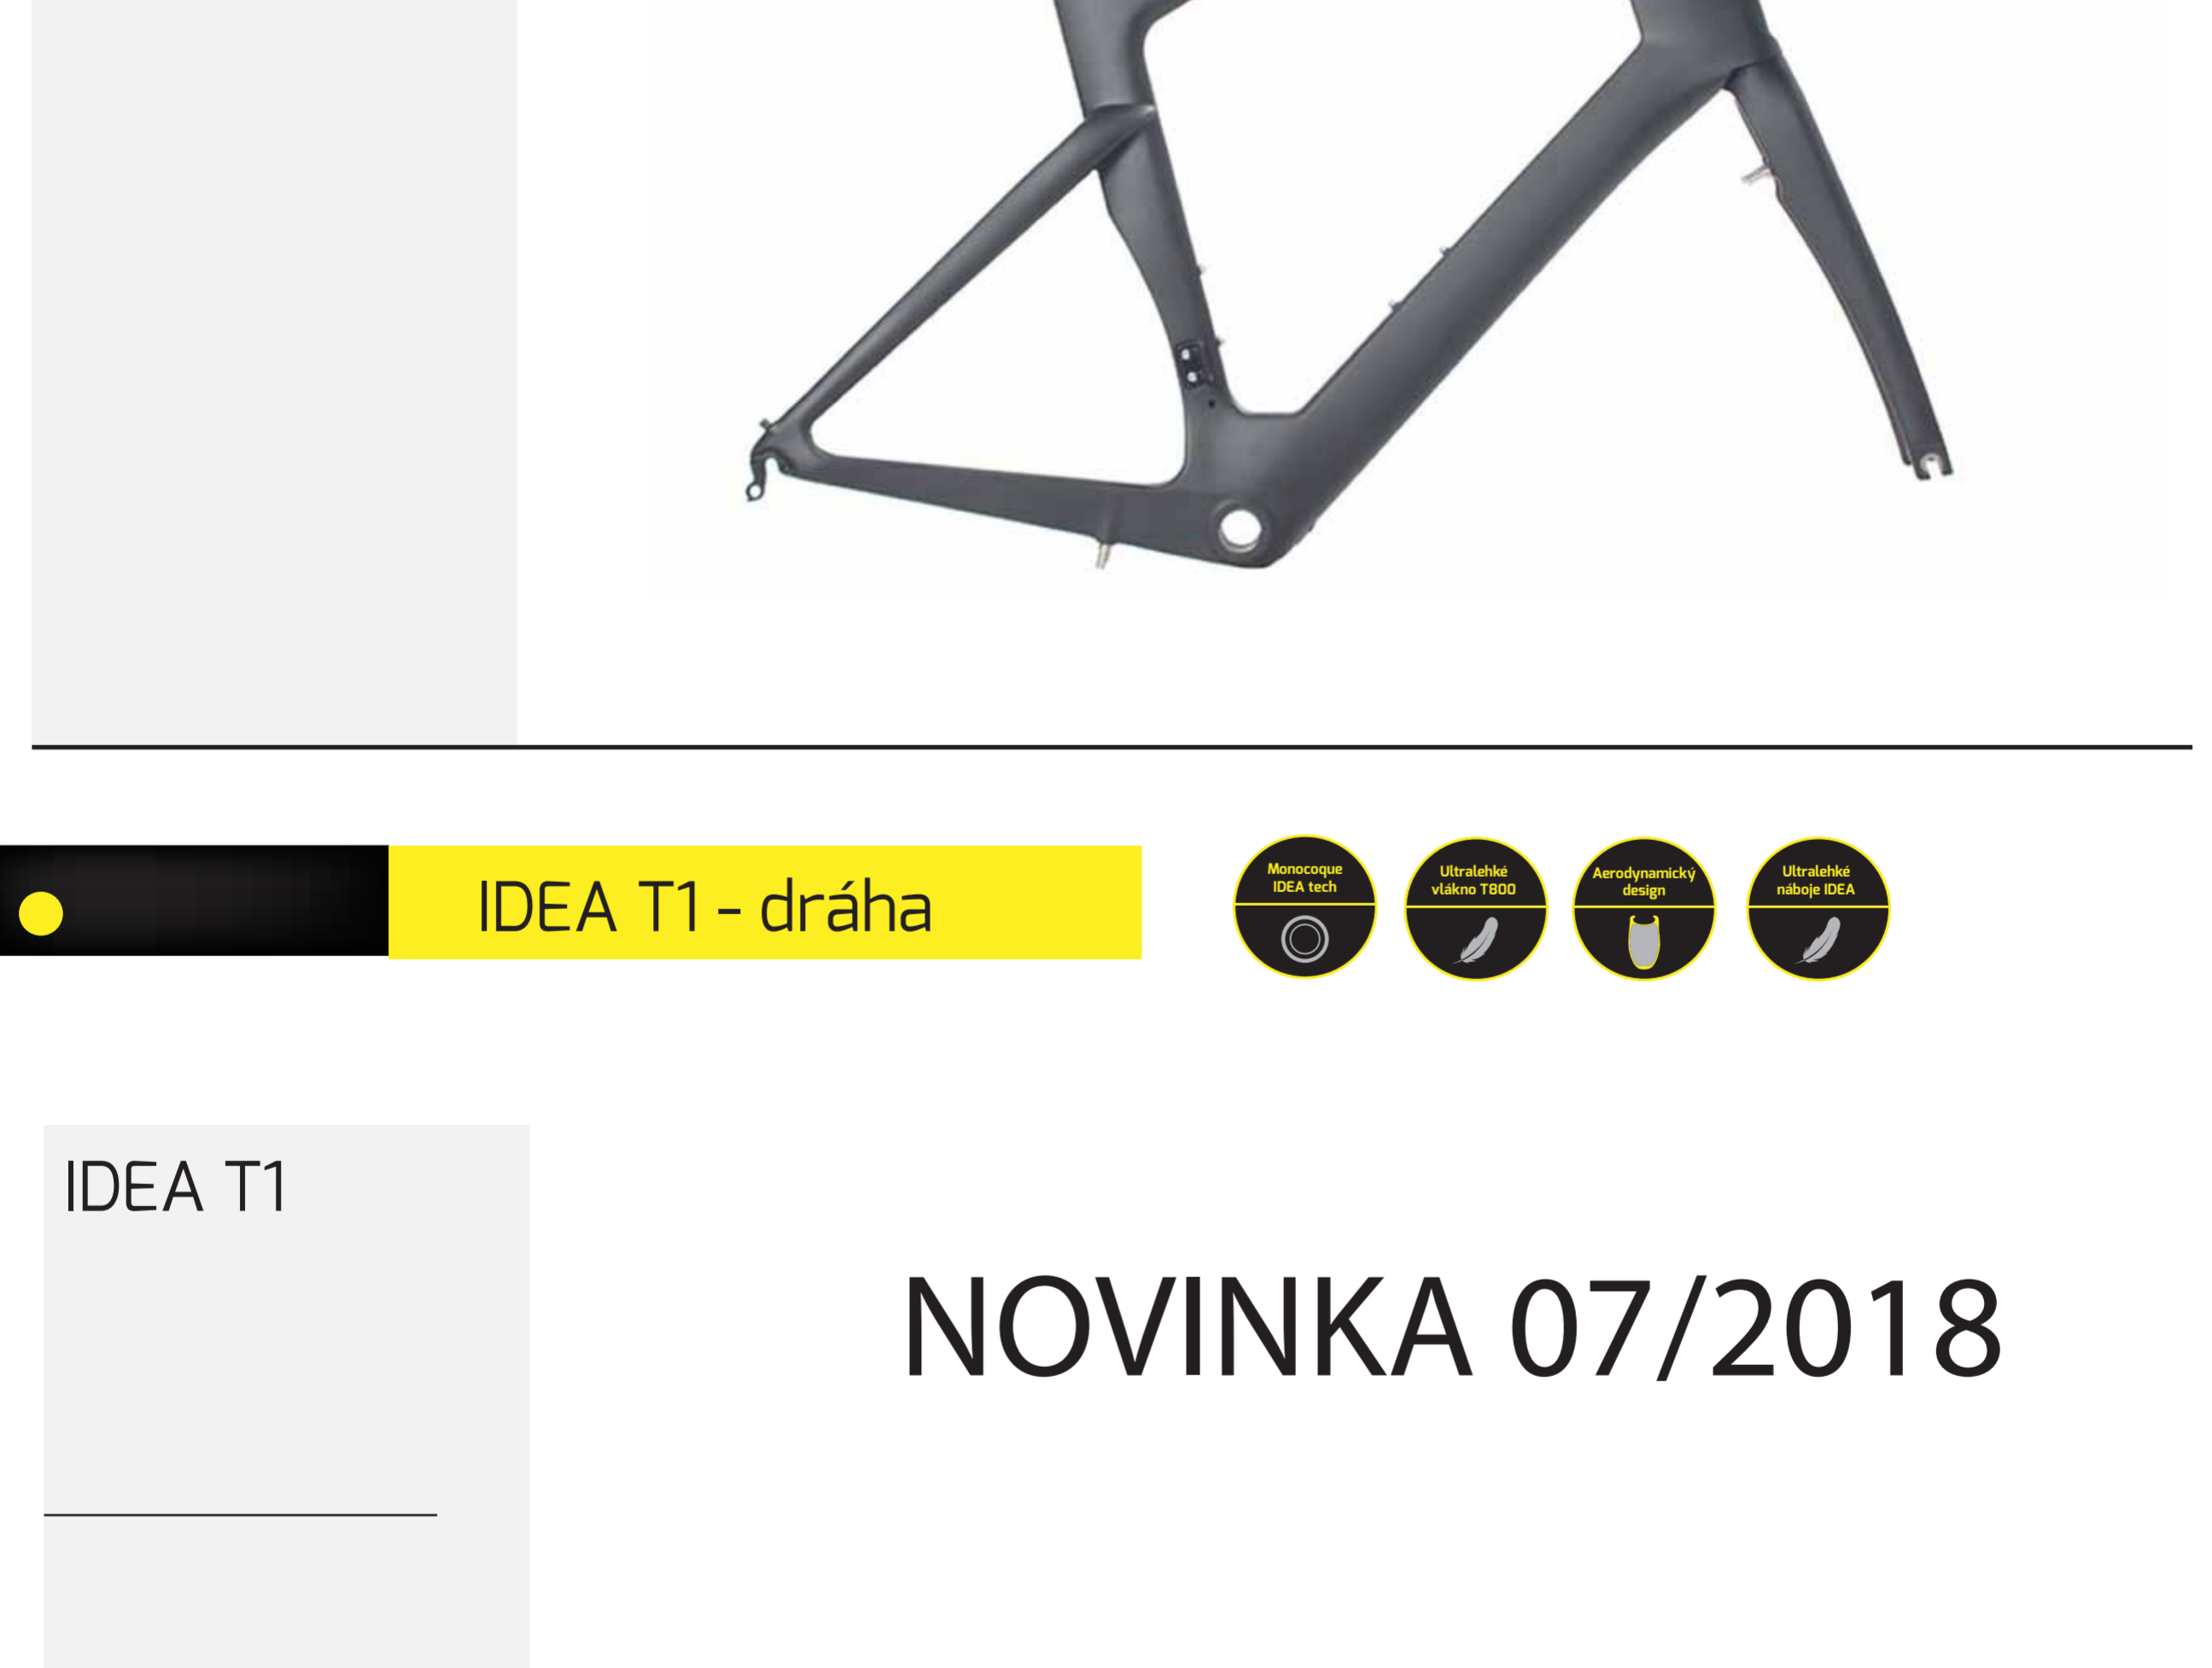 IDEA T1 - dráha
Monocoque
IDEA tech
Ultralehké
vlákno T800
Aerodynamický
design
Ultralehké
náboje IDEA
IDEA T1
NOVINKA 07/2018